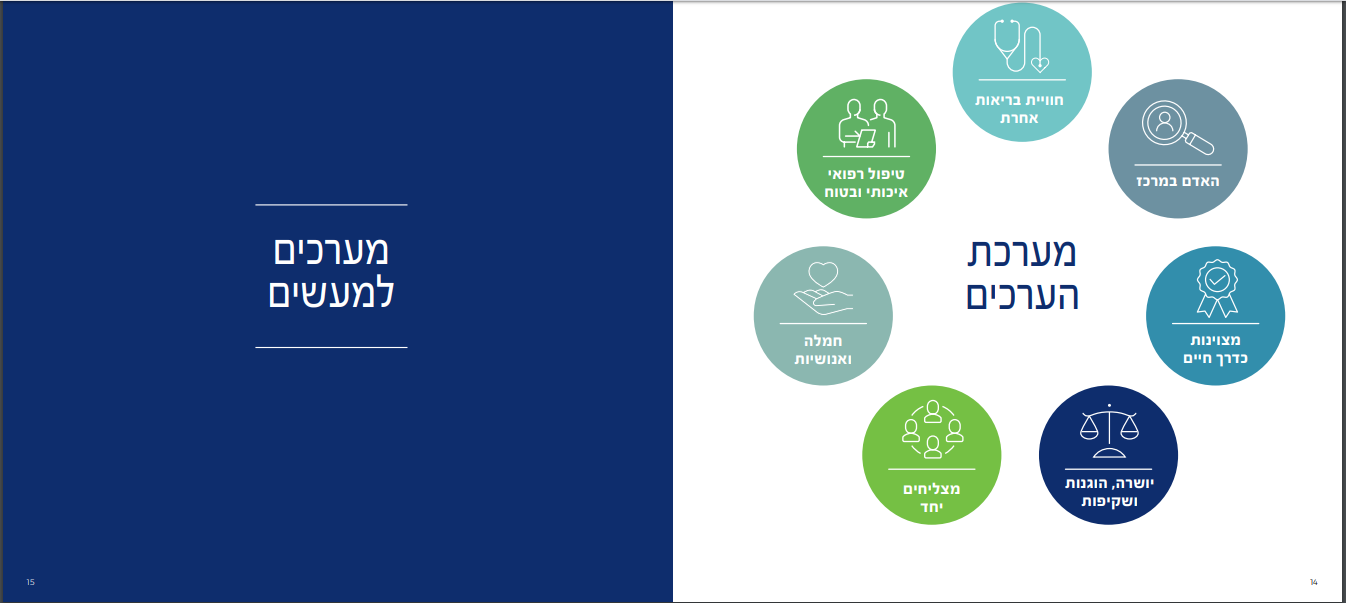 חוויית בריאות
אחרת
האדם במרכז
מצוינות
כדרך חיים
יושרה, הוגנות
ושקיפות
מצליחים
יחד
חמלה
ואנושיות
טיפול רפואי
איכותי ובטוח
מערכת
הערכים
14
מערכים
למעשים
15